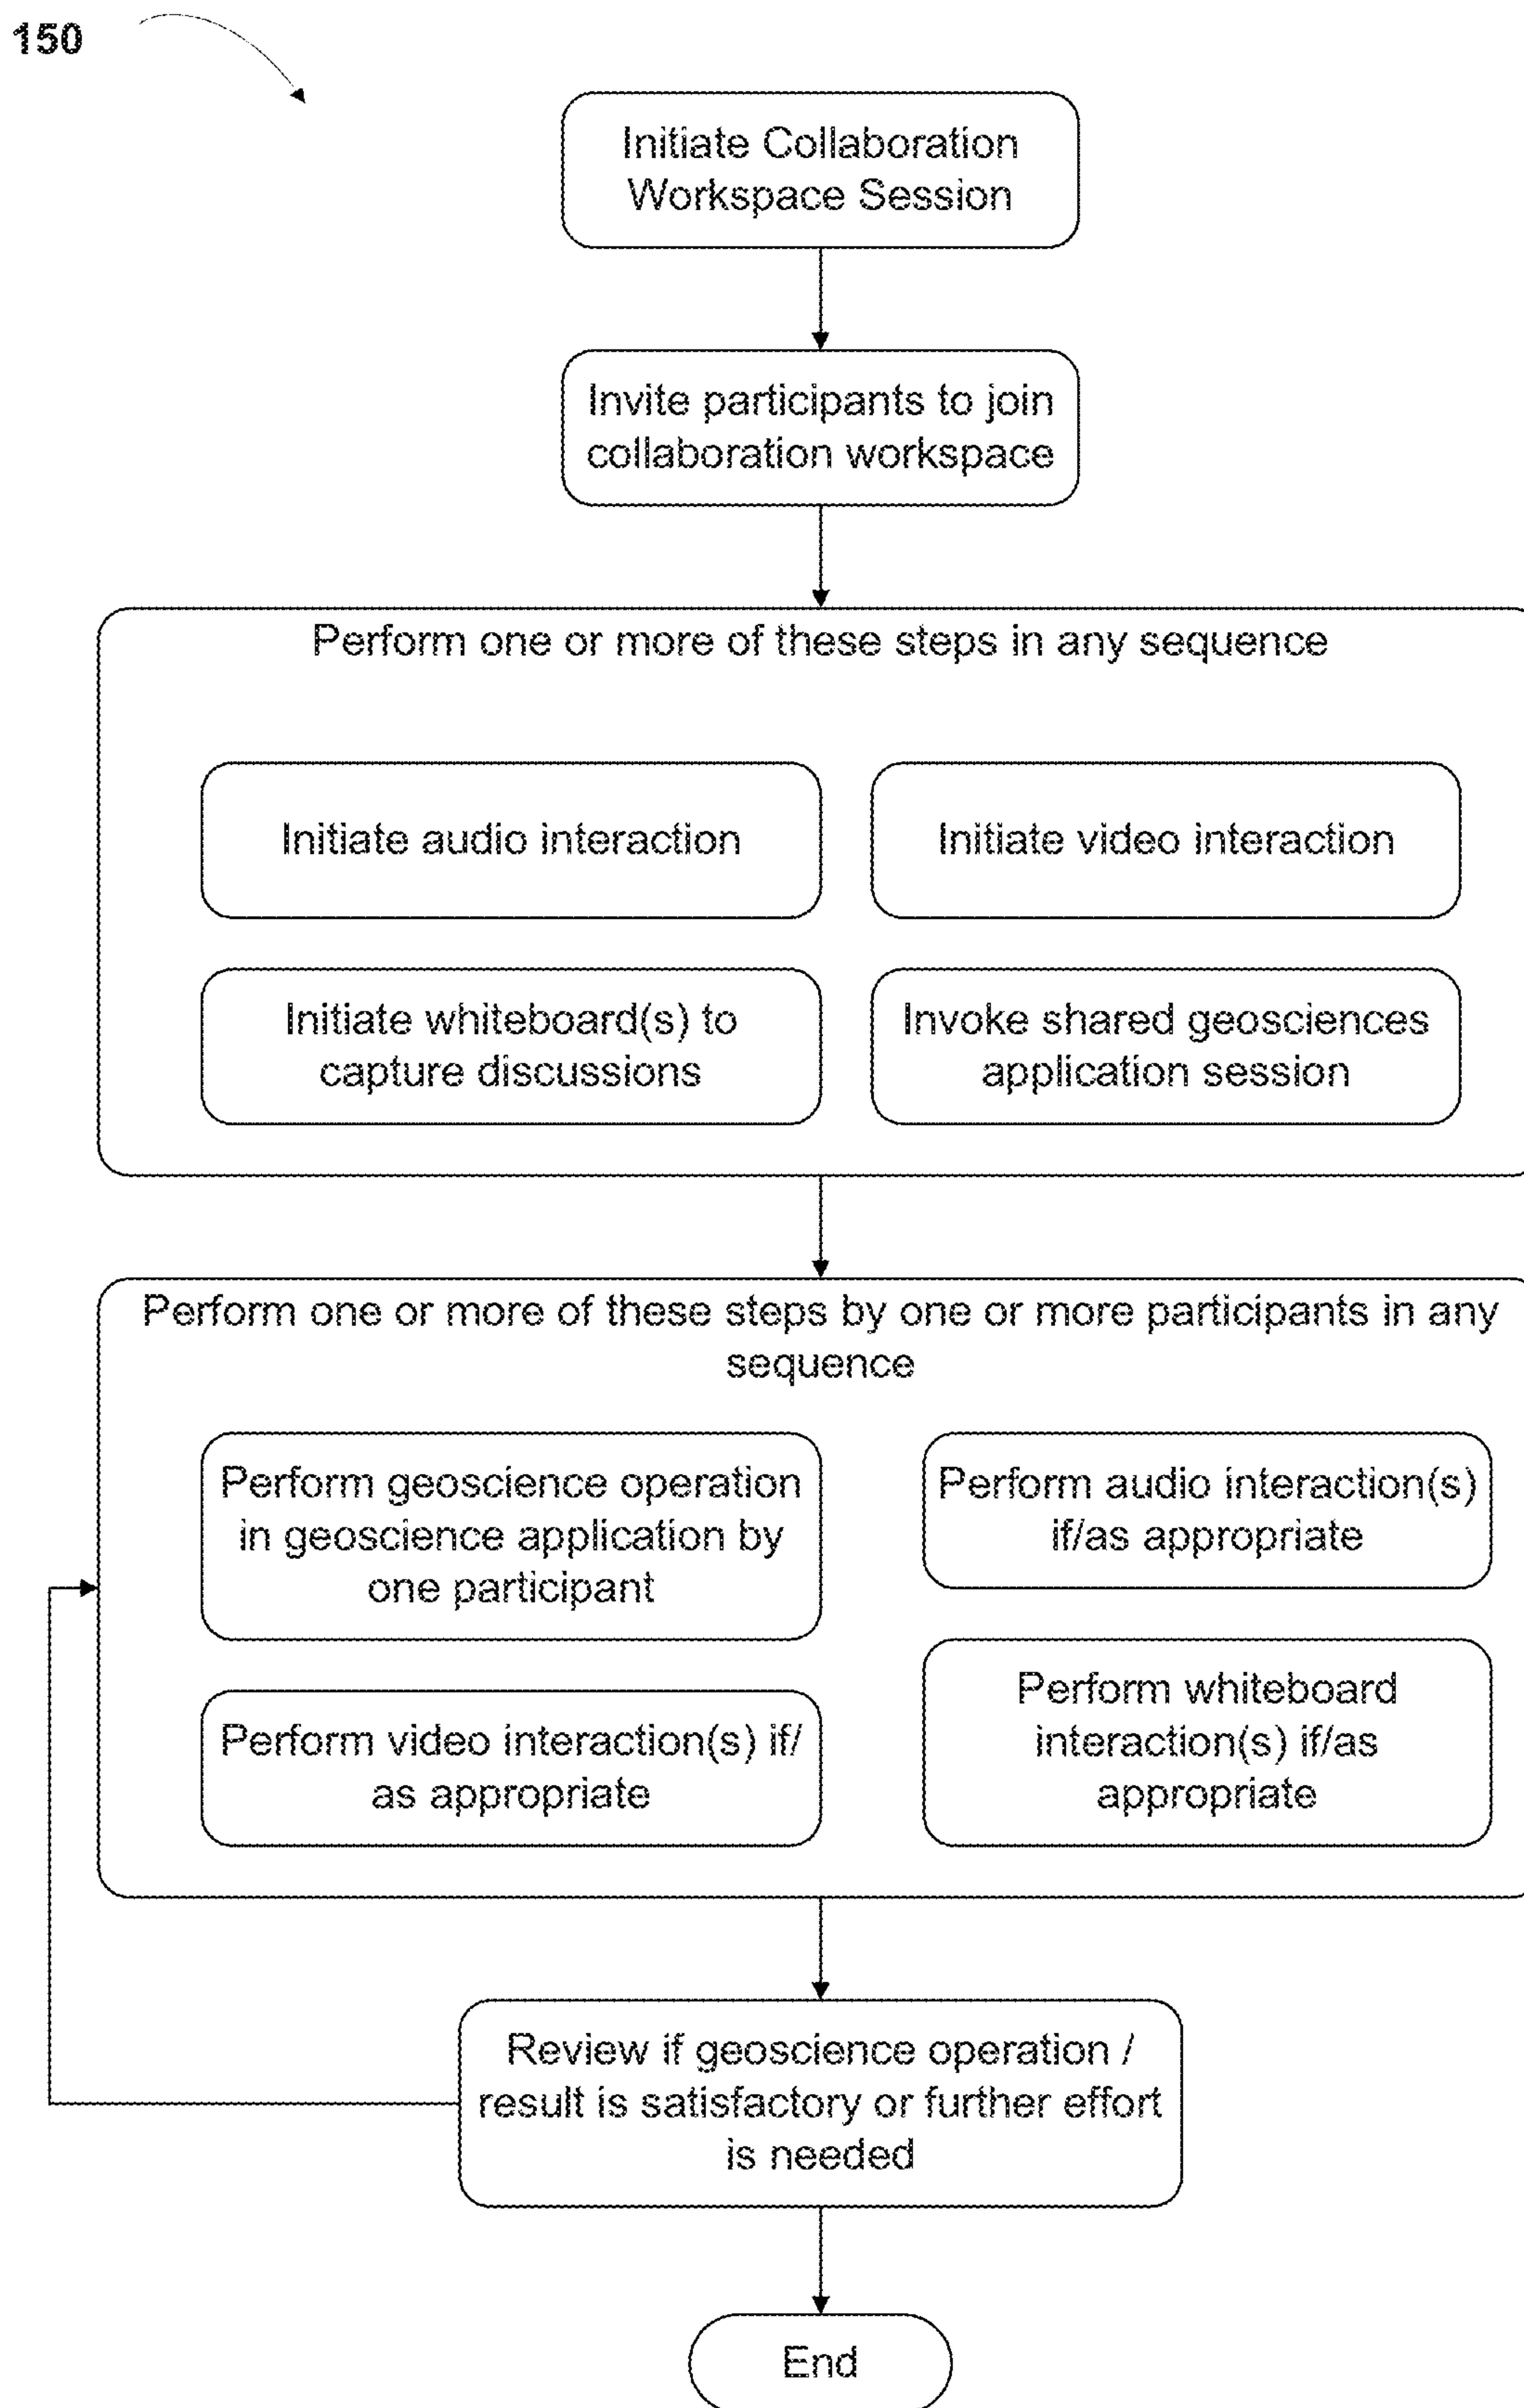 150
Initiate Collaboration
Workspace Session
Invite participants to join
collaboration workspace
Perform one or more of these steps in any sequence
Initiate audio interaction
Initiate video interaction
Initiate whiteboard(s) to
capture discussions
Invoke shared geosciences
application session
Perform one or more of these steps by one or more participants in any
sequence
Perform geoscience operation
in geoscience application by
one participant
Perform audio interaction(s)
if/as appropriate
Perform video interaction(s) if/
as appropriate
Perform whiteboard
interaction(s) if/as
appropriate
Review if geoscience operation /
result is satisfactory or further effort
is needed
End